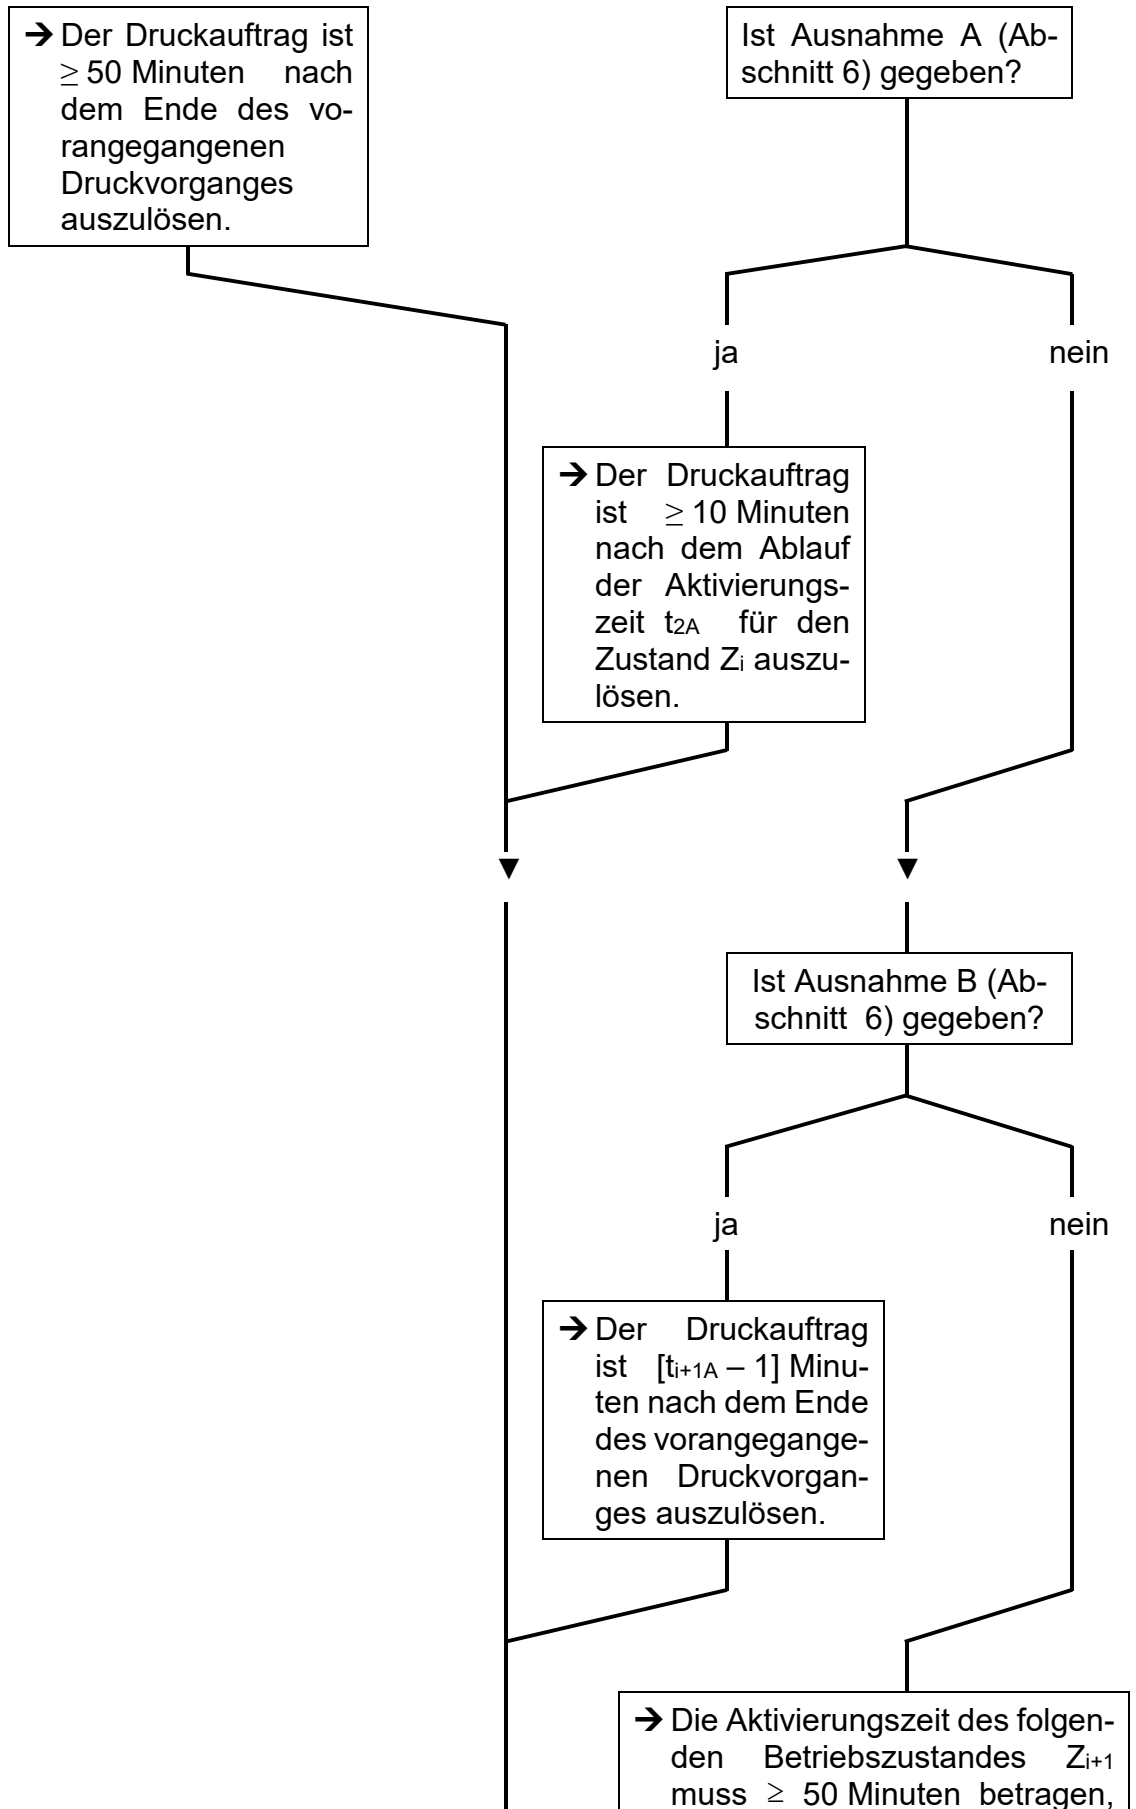 ➔ Der Druckauftrag ist
≥ 50 Minuten nach
dem Ende des vo-
rangegangenen
Druckvorganges
auszulösen.
Ist Ausnahme A (Ab-
schnitt 6) gegeben?
ja
nein
➔ Der Druckauftrag
ist ≥ 10 Minuten
nach dem Ablauf
der Aktivierungs-
zeit t2A für den
Zustand Zi auszu-
lösen.
▼
▼
Ist Ausnahme B (Ab-
schnitt 6) gegeben?
ja
nein
➔ Der Druckauftrag
ist [ti+1A – 1] Minu-
ten nach dem Ende
des vorangegange-
nen Druckvorgan-
ges auszulösen.
➔ Die Aktivierungszeit des folgen-
den Betriebszustandes Zi+1
muss ≥ 50 Minuten betragen,